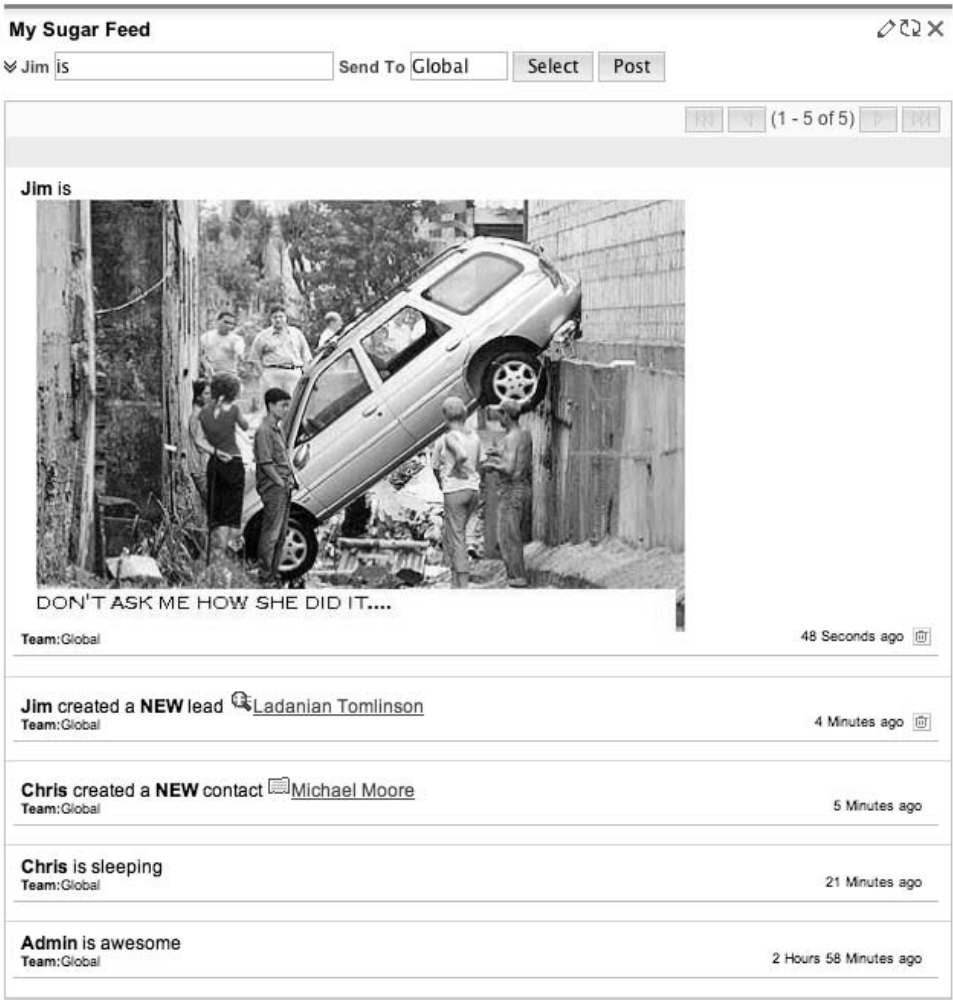 My Sugar Feed
Jim is Send To Global Select Post
(1 - 5 of 5)
Jim is
DON'T ASK ME HOW SHE DID IT....
Team:Global 48 Seconds ago
Jim created a NEW lead Ladanian Tomlinson
Team:Global 4 Minutes ago
Chris created a NEW contact Michael Moore
Team:Global 5 Minutes ago
Chris is sleeping
Team:Global 21 Minutes ago
Admin is awesome
Team:Global 2 Hours 58 Minutes ago